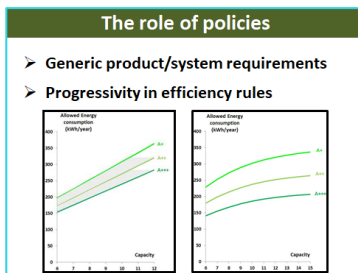 The role of policies
➢ Generic product/system requirements
➢ Progressivity in efficiency rules
Allowed Energy
consumption
(kWh/year)
400
350
300
250
200
150
100
50
0
6 7 8 9 10 11 12
Capacity
A+
A++
A+++
Allowed Energy
consumption
(kWh/year)
400
350
300
250
200
150
100
50
0
6 7 8 9 10 11 12 13 14 15
Capacity
A+
A++
A+++